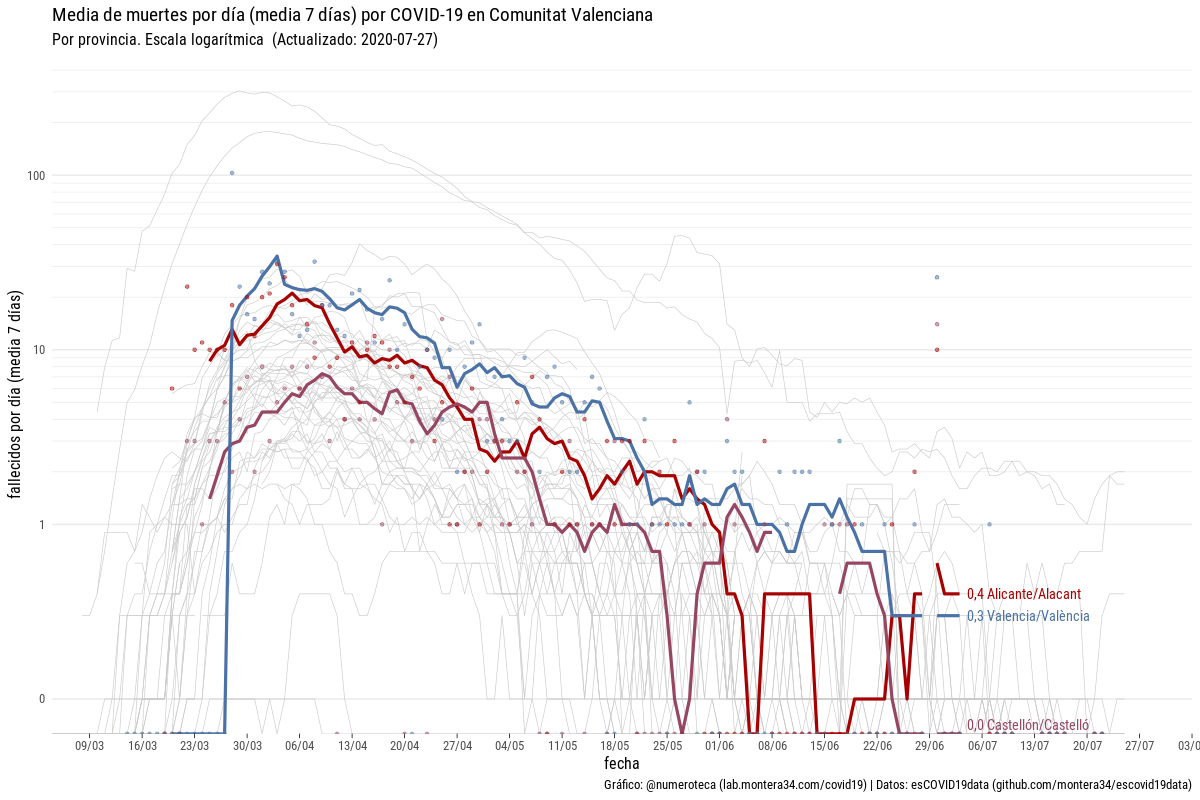 Media de muertes por día (media 7 días) por COVID-19 en Comunitat Valenciana
Por provincia. Escala logarítmica (Actualizado: 2020-07-27)
fallecidos por día (media 7 días)
100
10
1
0
0,4 Alicante/Alacant
0,3 Valencia/València
0,0 Castellón/Castelló
09/03 16/03 23/03 30/03 06/04 13/04 20/04 27/04 04/05 11/05 18/05 25/05 01/06 08/06 15/06 22/06 29/06 06/07 13/07 20/07 27/07 03/0
fecha
Gráfico: @numeroteca (lab.montera34.com/covid19) | Datos: esCOVID19data (github.com/montera34/escovid19data)